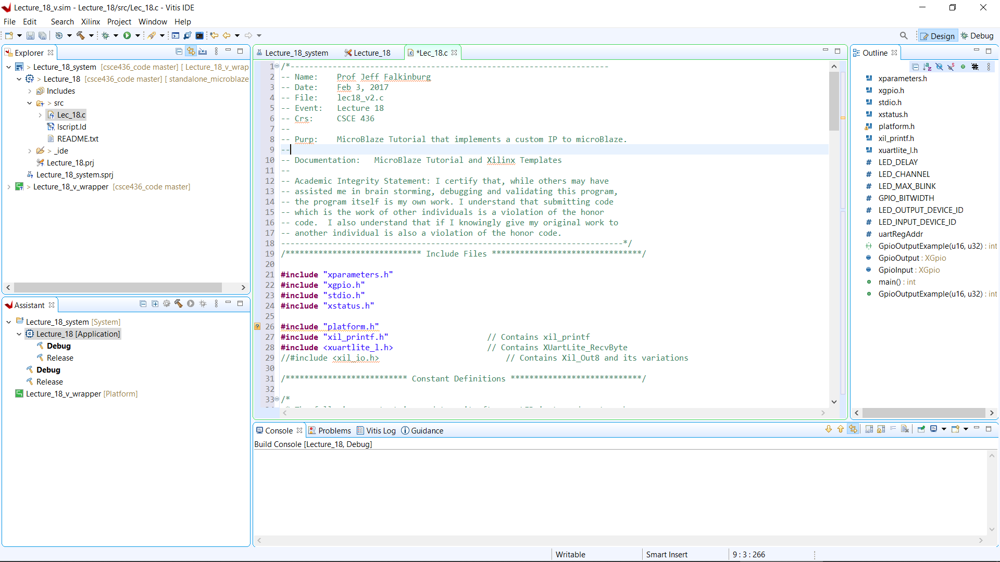 Lecture_18_v.sim - Lecture_18/src/Lec_18.c - Vitis IDE
File Edit Search Xilinx Project Window Help
Design Debug
Explorer
> Lecture_18_system [csce436_code master] [ Lecture_18_v_wrap
> Lecture_18 [csce436_code master] [ standalone_microblaze
Includes
> src
Lec_18.c
lscript.ld
README.txt
> _ide
Lecture_18.prj
Lecture_18_system.sprj
> Lecture_18_v_wrapper [csce436_code master]
Assistant
Lecture_18_system [System]
Lecture_18 [Application]
Debug
Release
Debug
Release
Lecture_18_v_wrapper [Platform]
Lecture_18_system Lecture_18 *Lec_18.c
1 /*--------------------------------------------------------------------
2 -- Name: Prof Jeff Falkinburg
3 -- Date: Feb 3, 2017
4 -- File: lec18_v2.c
5 -- Event: Lecture 18
6 -- Crs: CSCE 436
7 --
8 -- Purp: MicroBlaze Tutorial that implements a custom IP to microBlaze.
9 --
10 -- Documentation: MicroBlaze Tutorial and Xilinx Templates
11 --
12 -- Academic Integrity Statement: I certify that, while others may have
13 -- assisted me in brain storming, debugging and validating this program,
14 -- the program itself is my own work. I understand that submitting code
15 -- which is the work of other individuals is a violation of the honor
16 -- code.  I also understand that if I knowingly give my original work to
17 -- another individual is also a violation of the honor code.
18 -------------------------------------------------------------------------*/
19 /***************************** Include Files ********************************/
20
21 #include "xparameters.h"
22 #include "xgpio.h"
23 #include "stdio.h"
24 #include "xstatus.h"
25
26 #include "platform.h"
27 #include "xil_printf.h" // Contains xil_printf
28 #include <xuartlite_l.h> // Contains XUartLite_RecvByte
29 //#include <xil_io.h> // Contains Xil_Out8 and its variations
30
31 /************************** Constant Definitions ****************************/
32
33 /*
Outline
xparameters.h
xgpio.h
stdio.h
xstatus.h
platform.h
xil_printf.h
xuartlite_l.h
# LED_DELAY
# LED_CHANNEL
# LED_MAX_BLINK
# GPIO_BITWIDTH
# LED_OUTPUT_DEVICE_ID
# LED_INPUT_DEVICE_ID
# uartRegAddr
GpioOutputExample(u16, u32) : int
GpioOutput : XGpio
GpioInput : XGpio
main() : int
GpioOutputExample(u16, u32) : int
Console Problems Vitis Log Guidance
Build Console [Lecture_18, Debug]
Writable Smart Insert 9 : 3 : 266